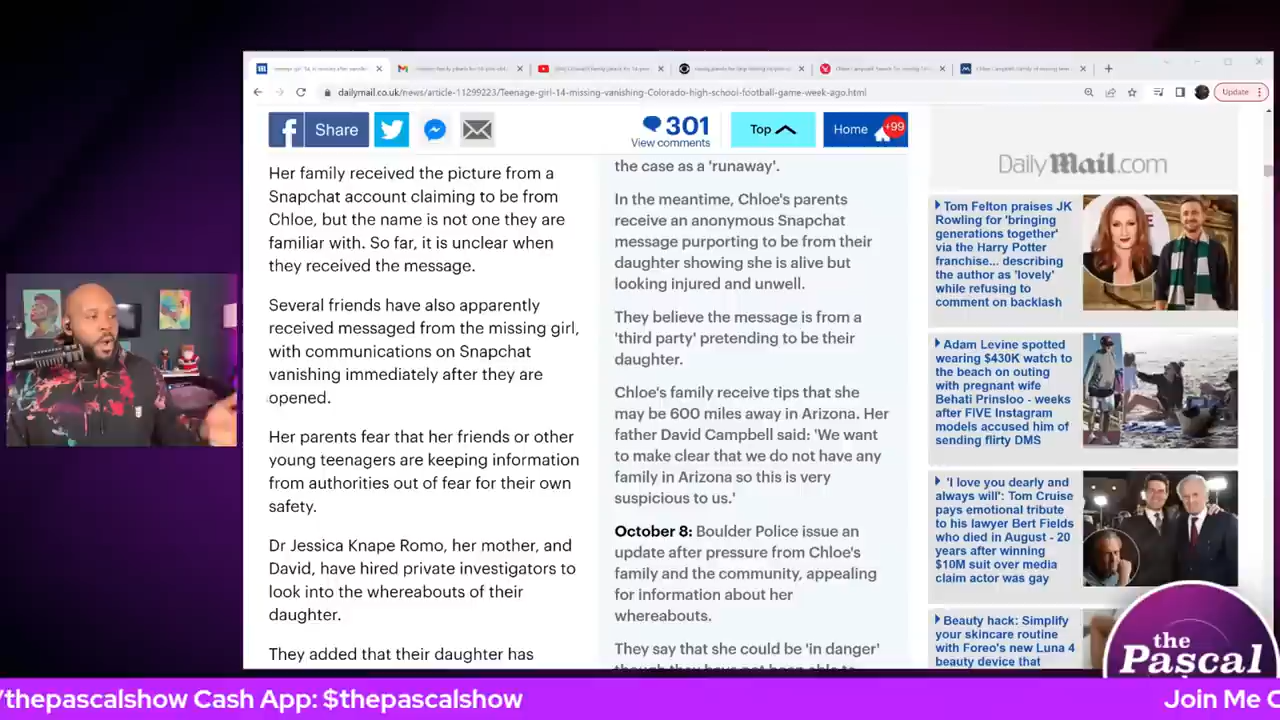 dailymail.co.uk/news/article-11299223/Teenage-girl-14-missing-vanishing-Colorado-high-school-football-game-week-ago.html
Update
Share
301
View comments
Top
Home
+99
Her family received the picture from a
Snapchat account claiming to be from
Chloe, but the name is not one they are
familiar with. So far, it is unclear when
they received the message.
Several friends have also apparently
received messaged from the missing girl,
with communications on Snapchat
vanishing immediately after they are
opened.
Her parents fear that her friends or other
young teenagers are keeping information
from authorities out of fear for their own
safety.
Dr Jessica Knape Romo, her mother, and
David, have hired private investigators to
look into the whereabouts of their
daughter.
They added that their daughter has
the case as a 'runaway'.
In the meantime, Chloe's parents
receive an anonymous Snapchat
message purporting to be from their
daughter showing she is alive but
looking injured and unwell.
They believe the message is from a
'third party' pretending to be their
daughter.
Chloe's family receive tips that she
may be 600 miles away in Arizona. Her
father David Campbell said: 'We want
to make clear that we do not have any
family in Arizona so this is very
suspicious to us.'
October 8: Boulder Police issue an
update after pressure from Chloe's
family and the community, appealing
for information about her
whereabouts.
They say that she could be 'in danger'
DailyMail.com
Tom Felton praises JK
Rowling for 'bringing
generations together'
via the Harry Potter
franchise... describing
the author as 'lovely'
while refusing to
comment on backlash
Adam Levine spotted
wearing $430K watch to
the beach on outing
with pregnant wife
Behati Prinsloo - weeks
after FIVE Instagram
models accused him of
sending flirty DMS
'I love you dearly and
always will': Tom Cruise
pays emotional tribute
to his lawyer Bert Fields
who died in August - 20
years after winning
$10M suit over media
claim actor was gay
Beauty hack: Simplify
your skincare routine
with Foreo's new Luna 4
beauty device that
the
Pascal
/thepascalshow Cash App: $thepascalshow
Join Me